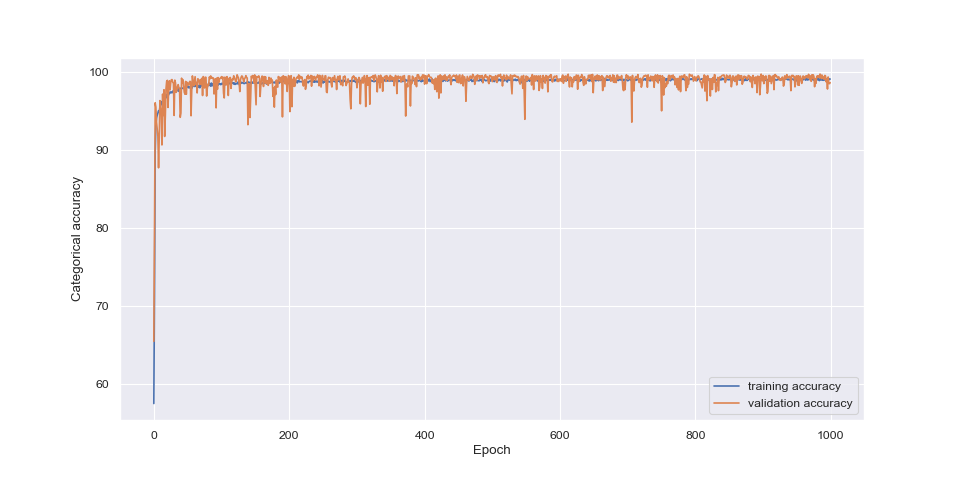 100
90
80
70
60
Categorical accuracy
0 200 400 600 800 1000
Epoch
training accuracy
validation accuracy